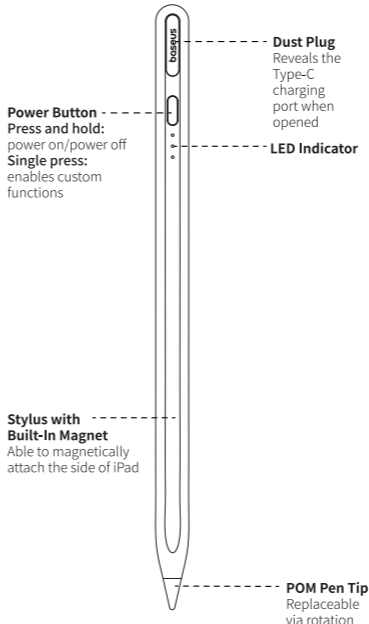 baseus
Dust Plug
Reveals the
Type-C
charging
port when
opened
Power Button
Press and hold:
power on/power off
Single press:
enables custom
functions
LED Indicator
Stylus with
Built-In Magnet
Able to magnetically
attach the side of iPad
POM Pen Tip
Replaceable
via rotation